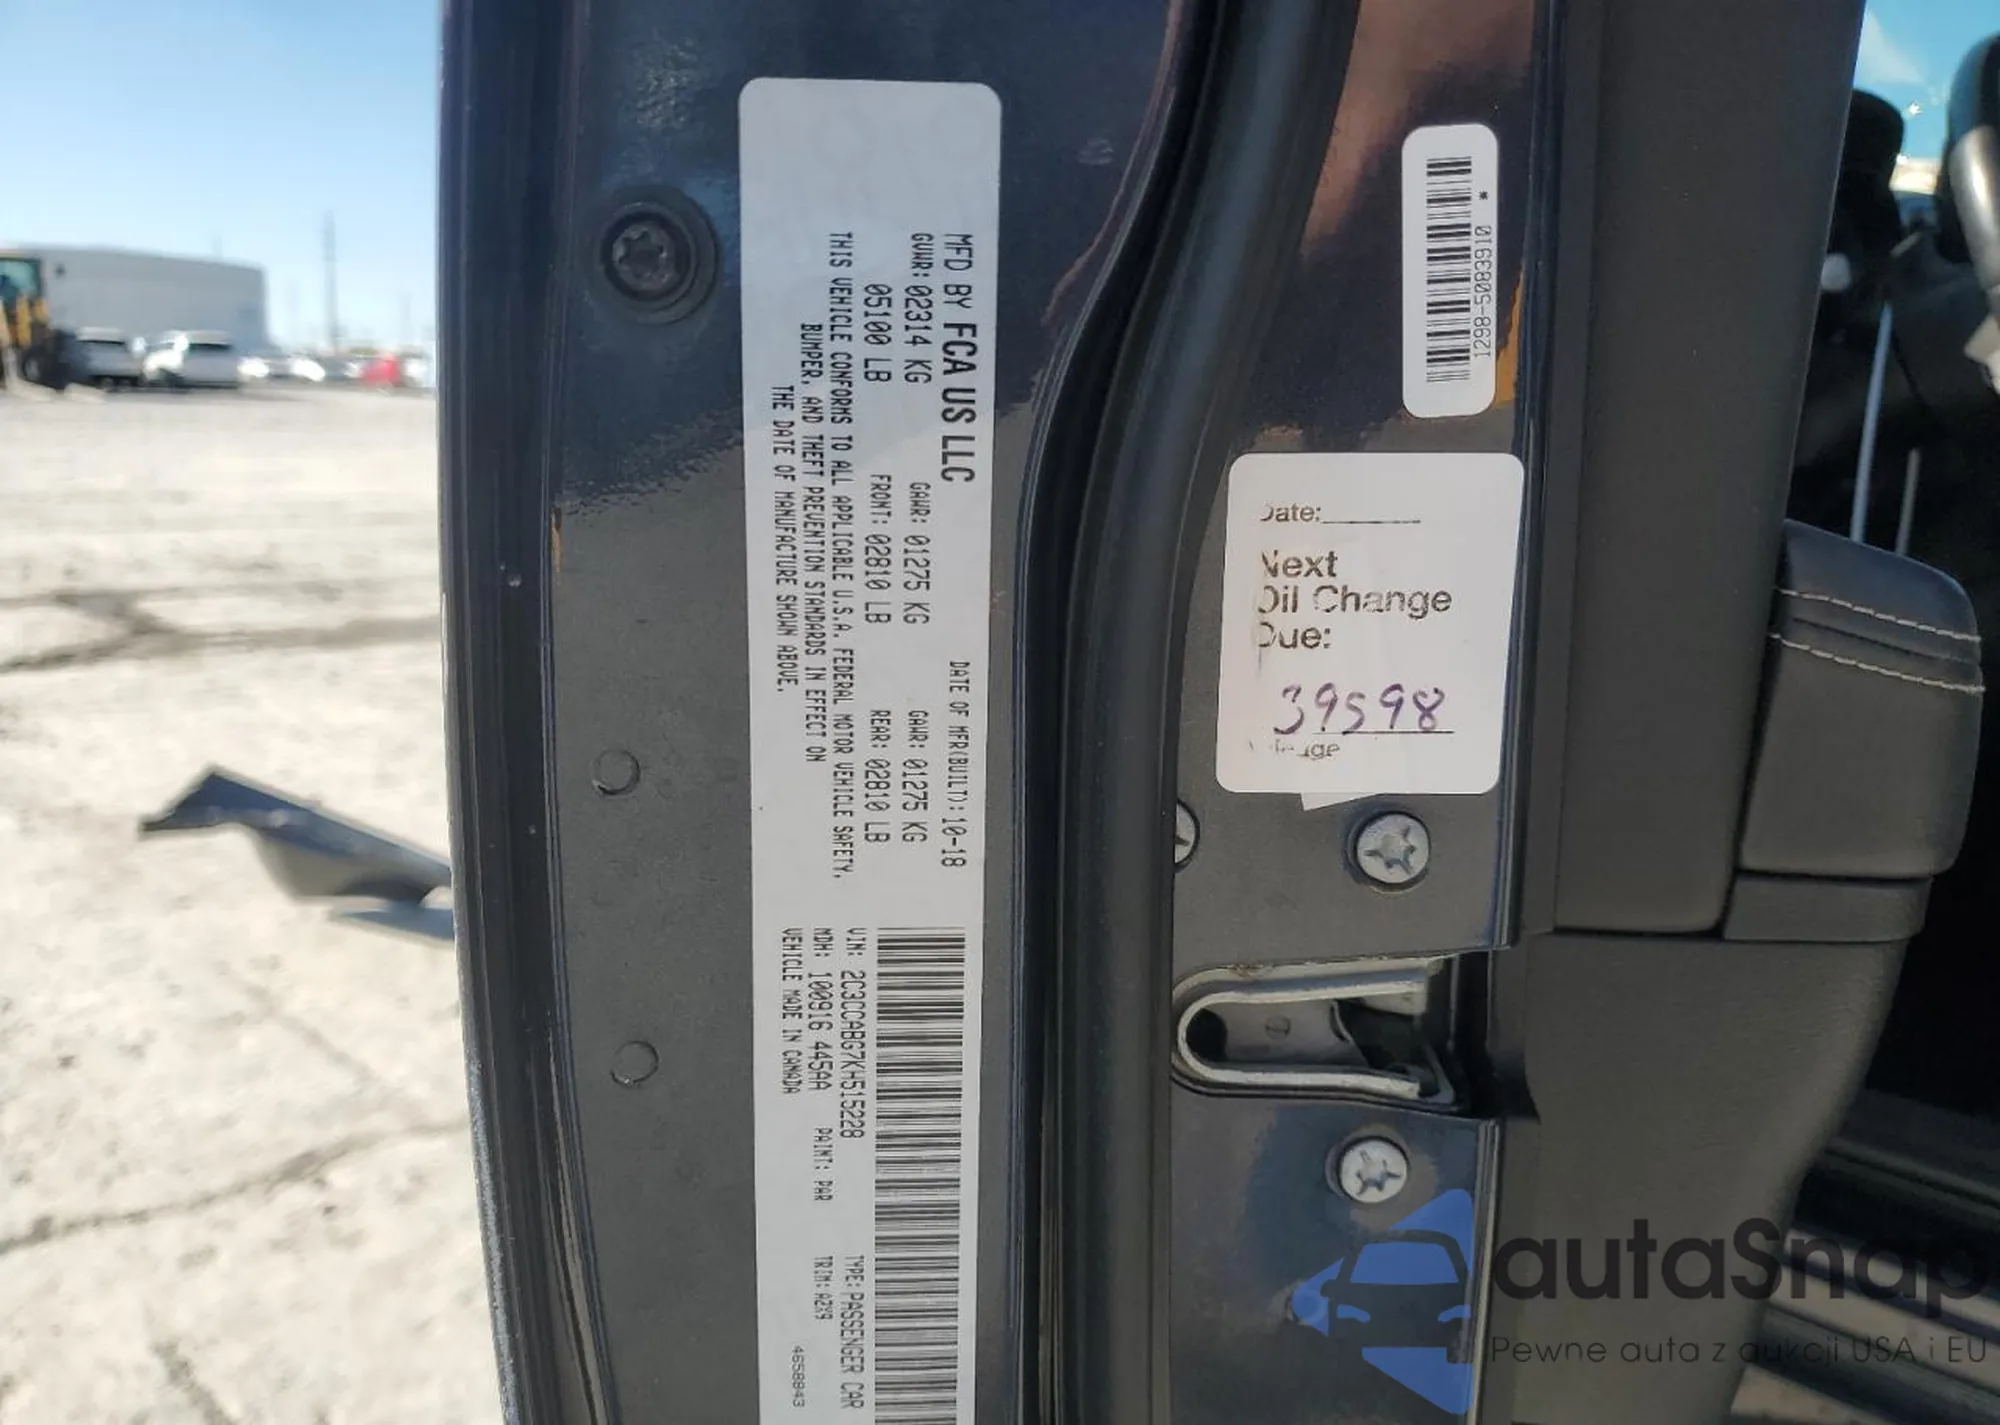 MFD BY FCA US LLC
DATE OF MFR(BUILT): 10-18
GVWR: 02314 KG
GAWR: 01275 KG
GAWR: 01275 KG
05100 LB
FRONT: 02810 LB
REAR: 02810 LB
THIS VEHICLE CONFORMS TO ALL APPLICABLE U.S.A. FEDERAL MOTOR VEHICLE SAFETY,
BUMPER, AND THEFT PREVENTION STANDARDS IN EFFECT ON
THE DATE OF MANUFACTURE SHOWN ABOVE.
VIN: 2C3CCABG7KH515228
TYPE: PASSENGER CAR
MDH: 100916 445AA
PAINT: PAR
TRIM: A2X9
VEHICLE MADE IN CANADA
4658843
1298-5083910 *
Date:
Next
Oil Change
Due:
39598
autaSnap
Pewne auta z aukcji USA i EU